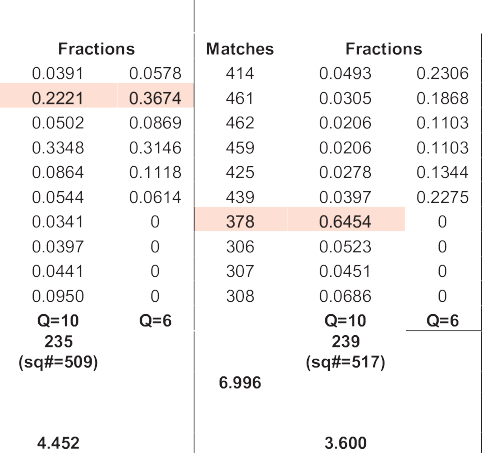 Fractions Matches Fractions
0.0391 0.0578 414 0.0493 0.2306
0.2221 0.3674 461 0.0305 0.1868
0.0502 0.0869 462 0.0206 0.1103
0.3348 0.3146 459 0.0206 0.1103
0.0864 0.1118 425 0.0278 0.1344
0.0544 0.0614 439 0.0397 0.2275
0.0341 0 378 0.6454 0
0.0397 0 306 0.0523 0
0.0441 0 307 0.0451 0
0.0950 0 308 0.0686 0
Q=10 Q=6 Q=10 Q=6
235 239
(sq#=509) (sq#=517)
6.996
4.452 3.600